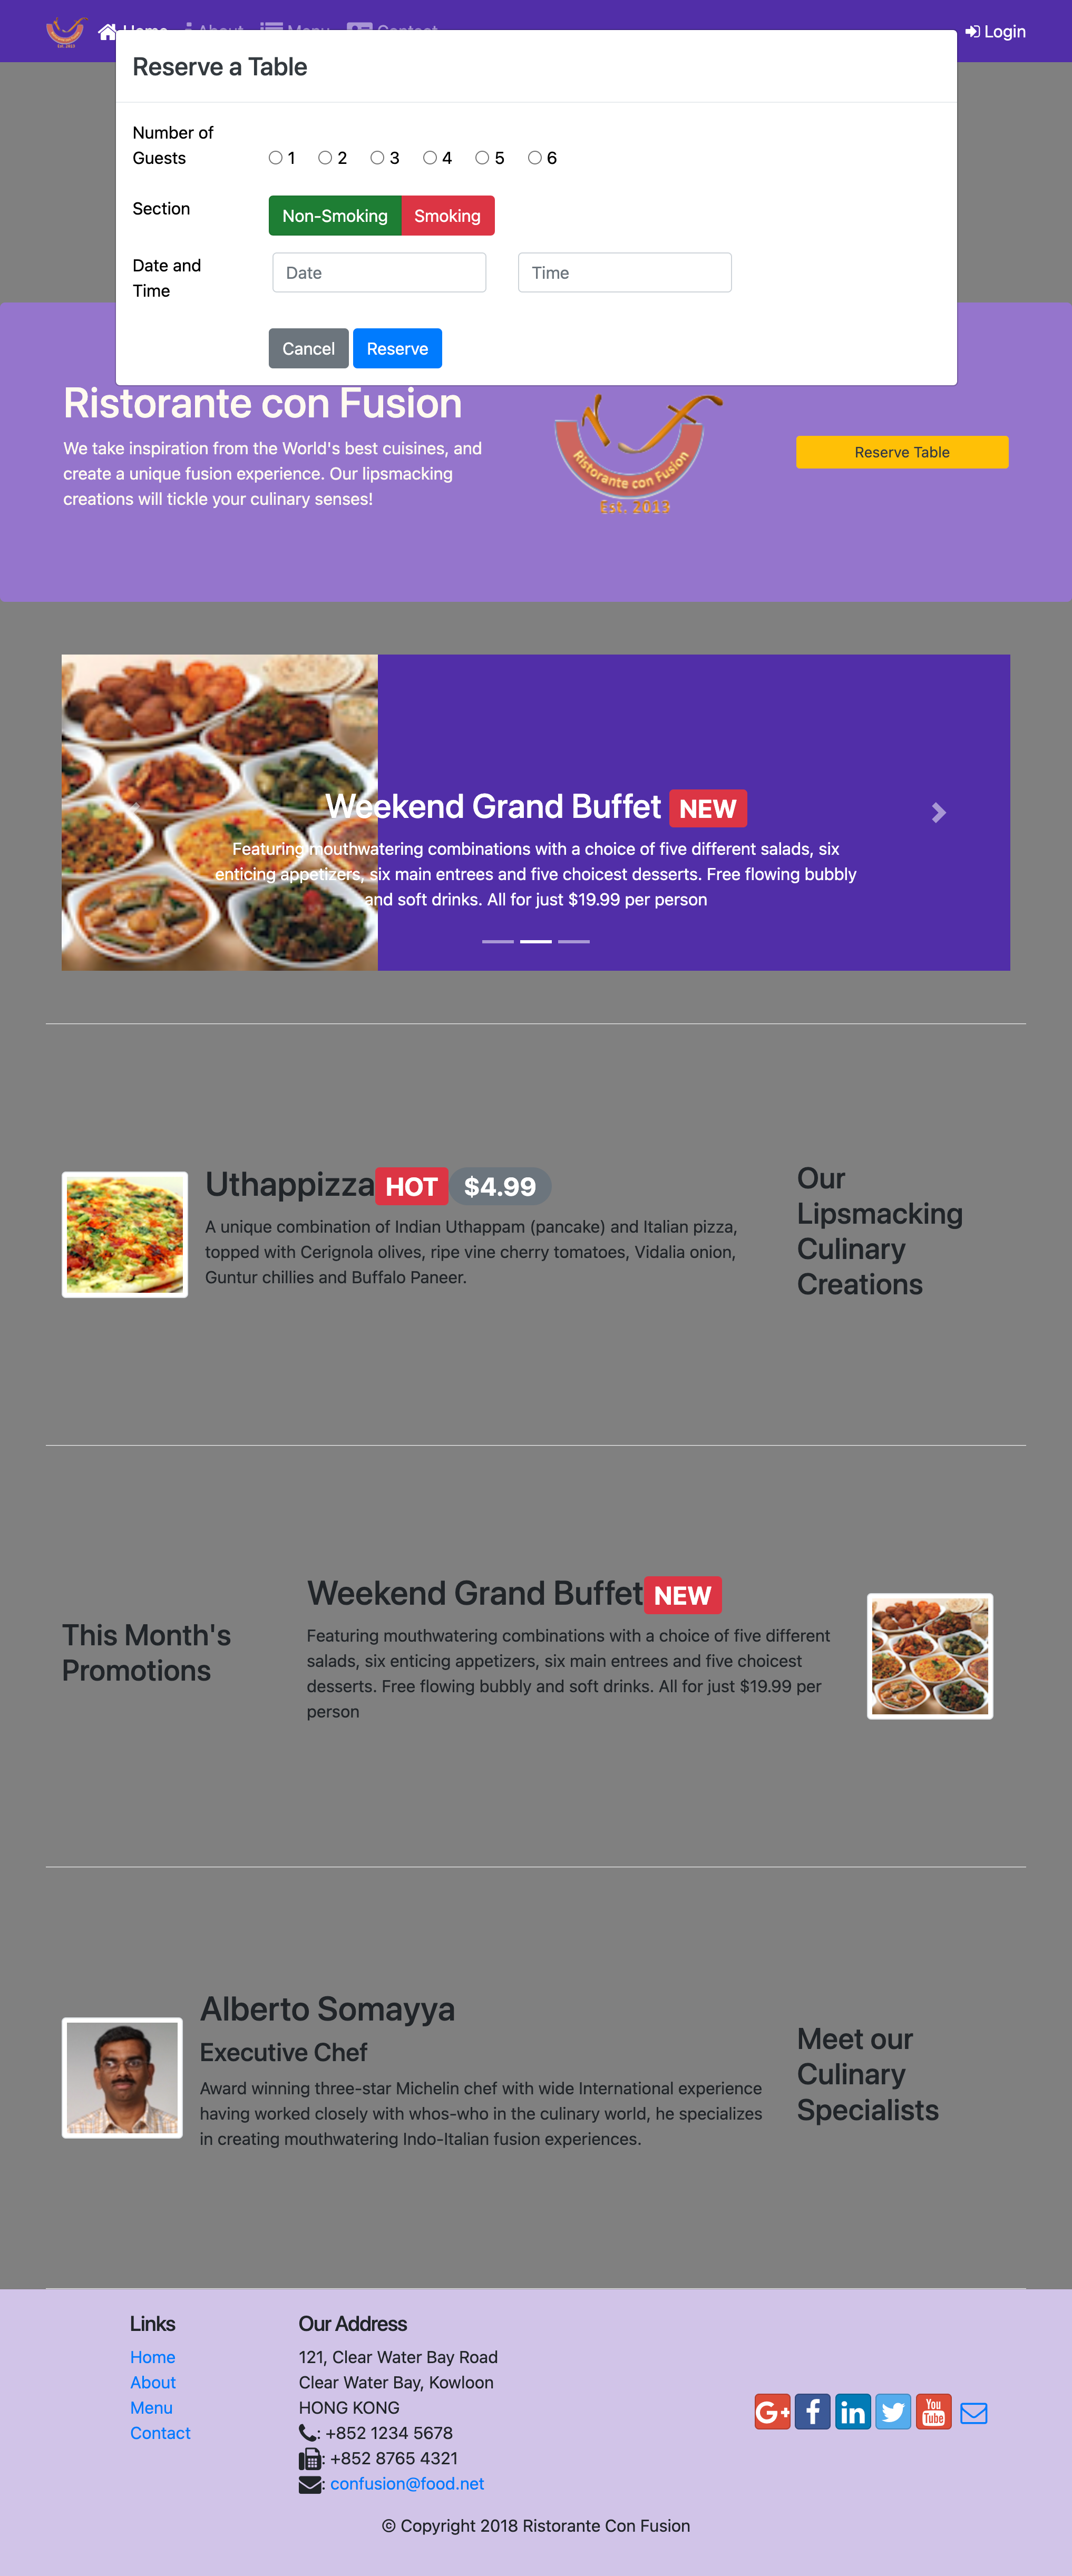 Login
Reserve a Table
Number of
Guests
1 2 3 4 5 6
Section
Non-Smoking Smoking
Date and
Time
Date Time
Cancel Reserve
Ristorante con Fusion
We take inspiration from the World's best cuisines, and
create a unique fusion experience. Our lipsmacking
creations will tickle your culinary senses!
Ristorante con Fusion
Est. 2013
Reserve Table
Weekend Grand Buffet NEW
Featuring mouthwatering combinations with a choice of five different salads, six
enticing appetizers, six main entrees and five choicest desserts. Free flowing bubbly
and soft drinks. All for just $19.99 per person
Uthappizza HOT $4.99
A unique combination of Indian Uthappam (pancake) and Italian pizza,
topped with Cerignola olives, ripe vine cherry tomatoes, Vidalia onion,
Guntur chillies and Buffalo Paneer.
Our
Lipsmacking
Culinary
Creations
This Month's
Promotions
Weekend Grand Buffet NEW
Featuring mouthwatering combinations with a choice of five different
salads, six enticing appetizers, six main entrees and five choicest
desserts. Free flowing bubbly and soft drinks. All for just $19.99 per
person
Alberto Somayya
Executive Chef
Award winning three-star Michelin chef with wide International experience
having worked closely with whos-who in the culinary world, he specializes
in creating mouthwatering Indo-Italian fusion experiences.
Meet our
Culinary
Specialists
Links
Home
About
Menu
Contact
Our Address
121, Clear Water Bay Road
Clear Water Bay, Kowloon
HONG KONG
: +852 1234 5678
: +852 8765 4321
: confusion@food.net
G+ f in You Tube
© Copyright 2018 Ristorante Con Fusion